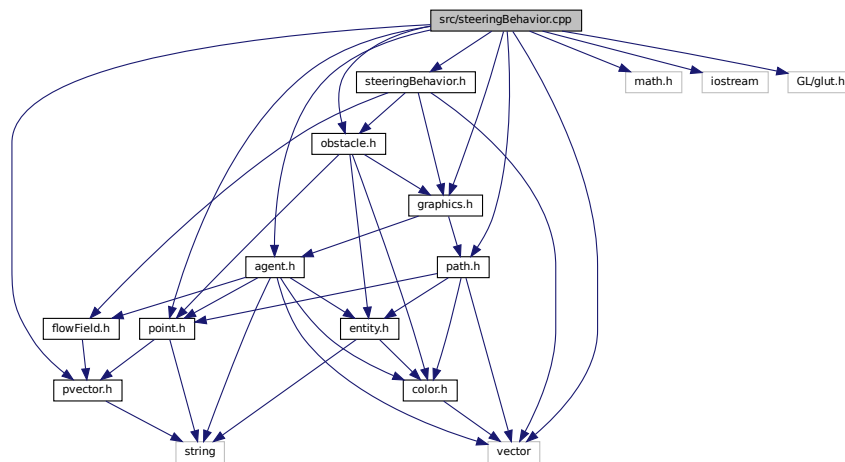 src/steeringBehavior.cpp
steeringBehavior.h
math.h
iostream
GL/glut.h
obstacle.h
graphics.h
agent.h
path.h
flowField.h
point.h
entity.h
pvector.h
color.h
string
vector